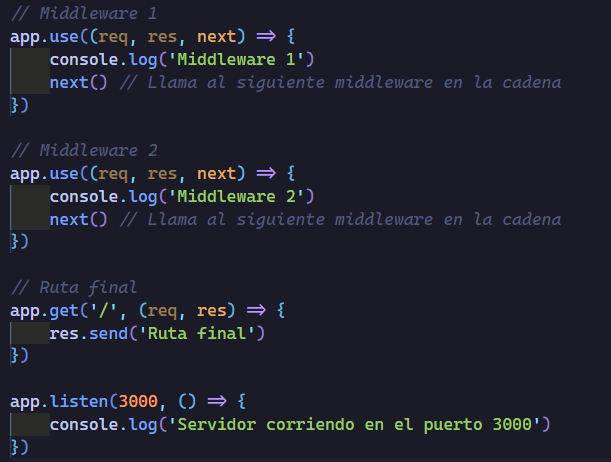 // Middleware 1
app.use((req, res, next) => {
    console.log('Middleware 1')
    next() // Llama al siguiente middleware en la cadena
})

// Middleware 2
app.use((req, res, next) => {
    console.log('Middleware 2')
    next() // Llama al siguiente middleware en la cadena
})

// Ruta final
app.get('/', (req, res) => {
    res.send('Ruta final')
})

app.listen(3000, () => {
    console.log('Servidor corriendo en el puerto 3000')
})